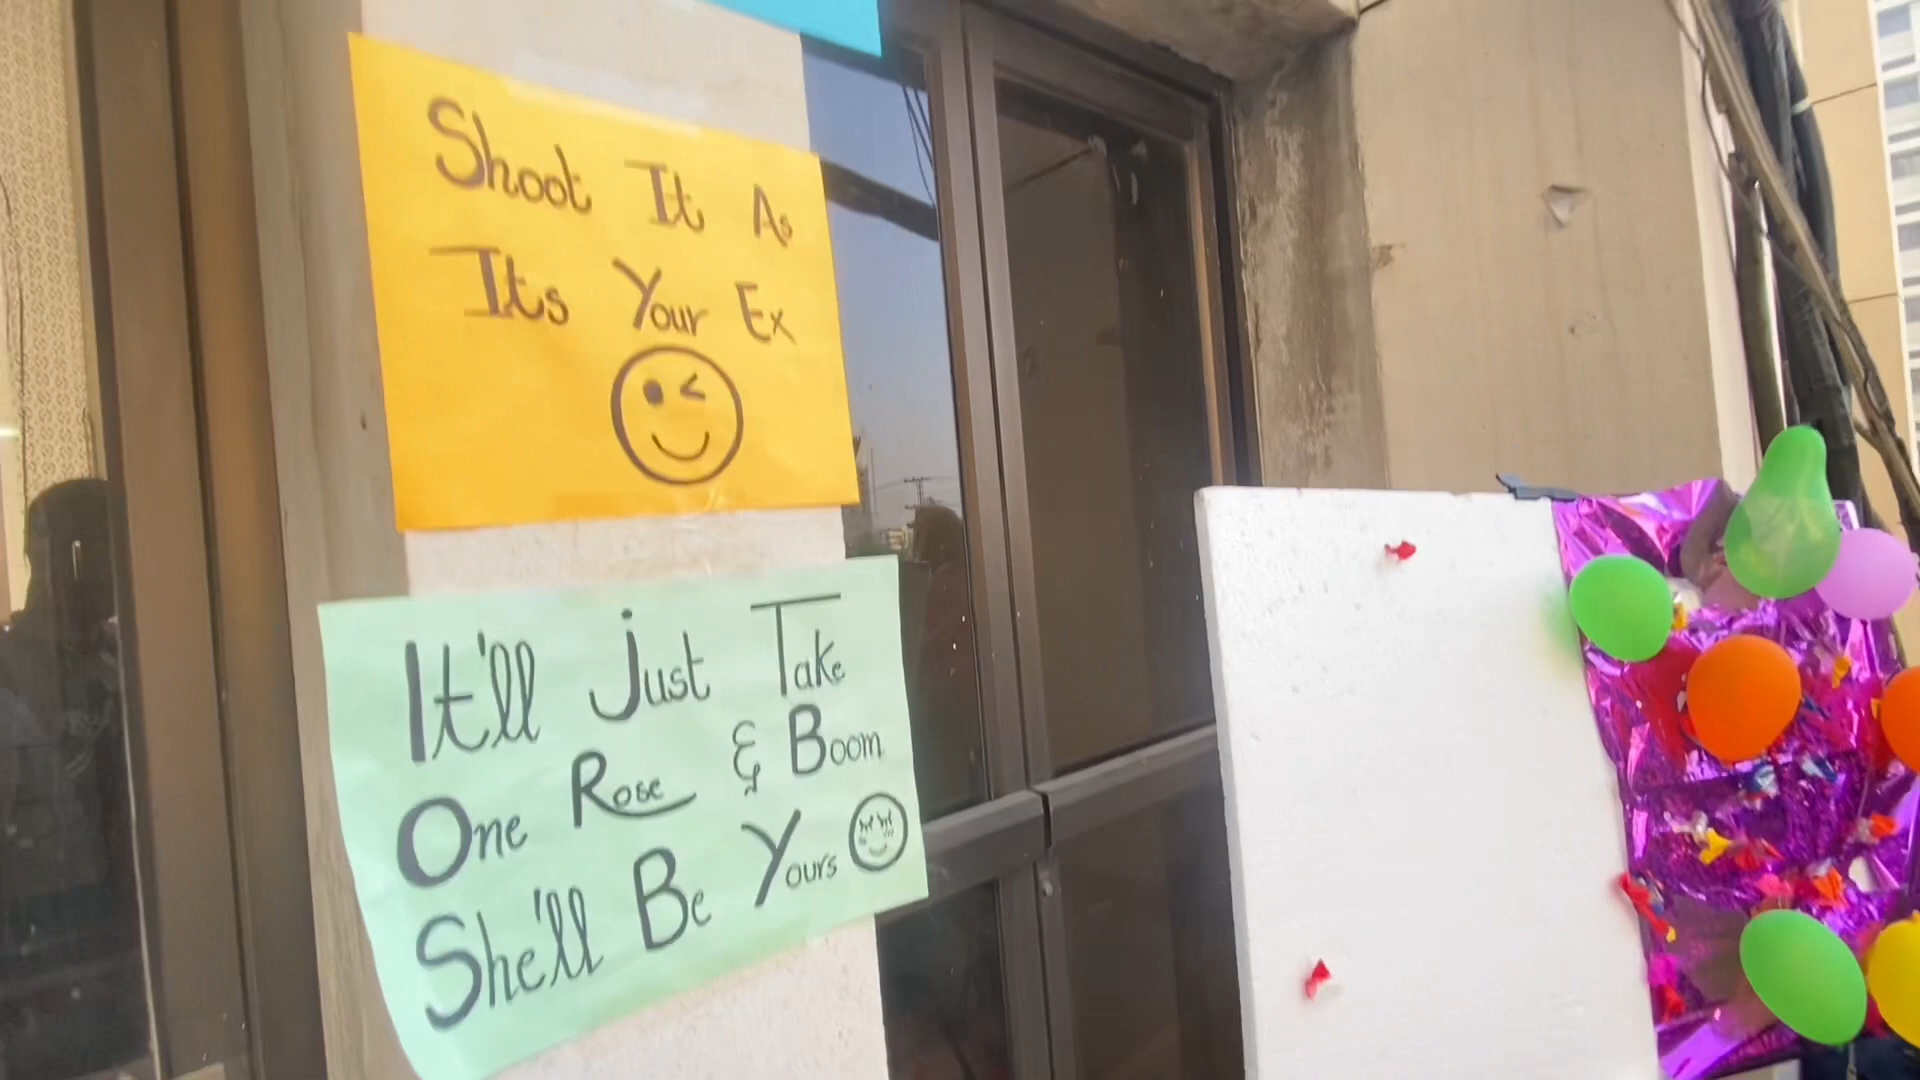 Shoot It As
Its Your Ex
It'll Just Take
One Rose & Boom
She'll Be Yours